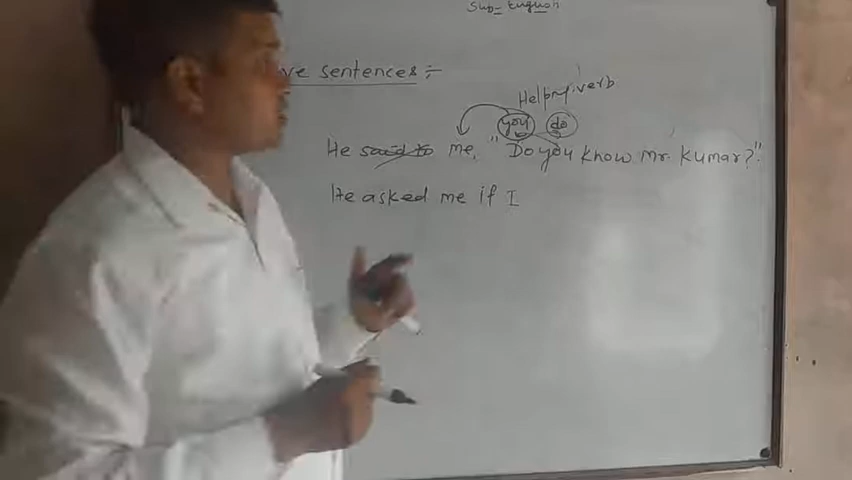 Sub- English
ve sentences :-
Helping verb
you do
He said to me, "Do you know Mr. Kumar?".
He asked me if I